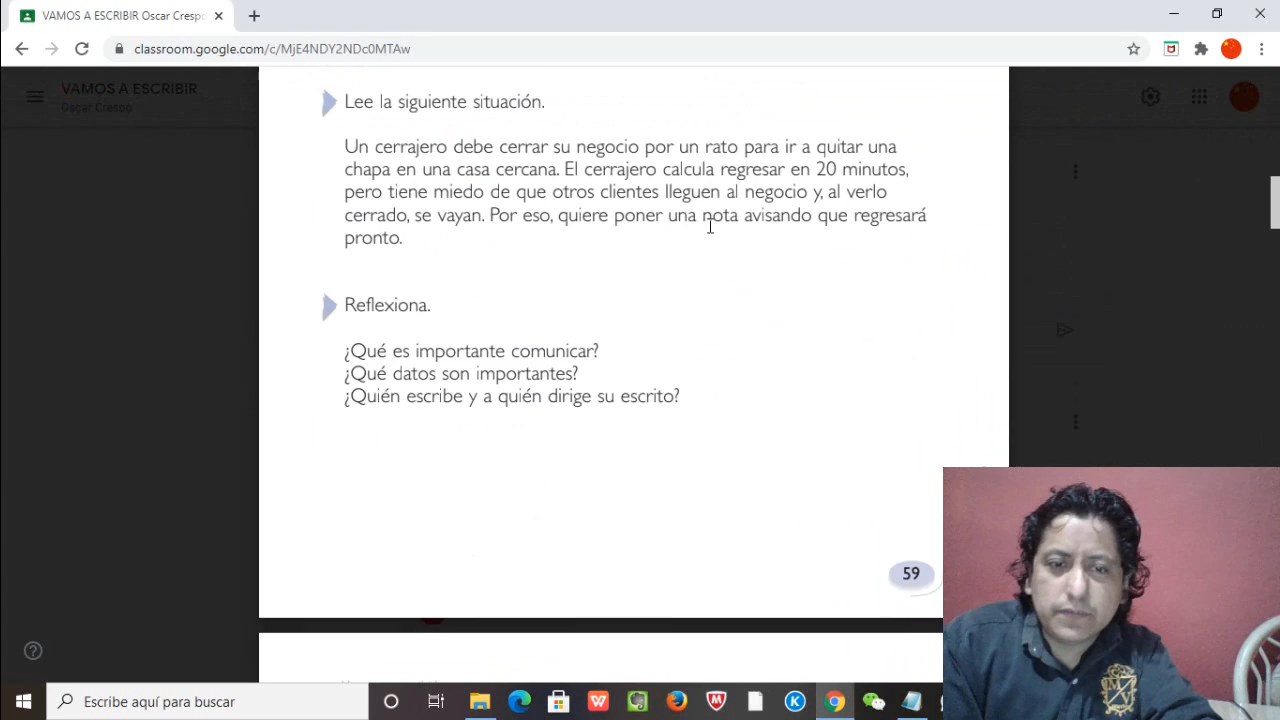 VAMOS A ESCRIBIR Oscar Crespo
classroom.google.com/c/MjE4NDY2NDc0MTAw
VAMOS A ESCRIBIR
Oscar Crespo
Lee la siguiente situación.
Un cerrajero debe cerrar su negocio por un rato para ir a quitar una
chapa en una casa cercana. El cerrajero calcula regresar en 20 minutos,
pero tiene miedo de que otros clientes lleguen al negocio y, al verlo
cerrado, se vayan. Por eso, quiere poner una nota avisando que regresará
pronto.
Reflexiona.
¿Qué es importante comunicar?
¿Qué datos son importantes?
¿Quién escribe y a quién dirige su escrito?
59
Escribe aquí para buscar